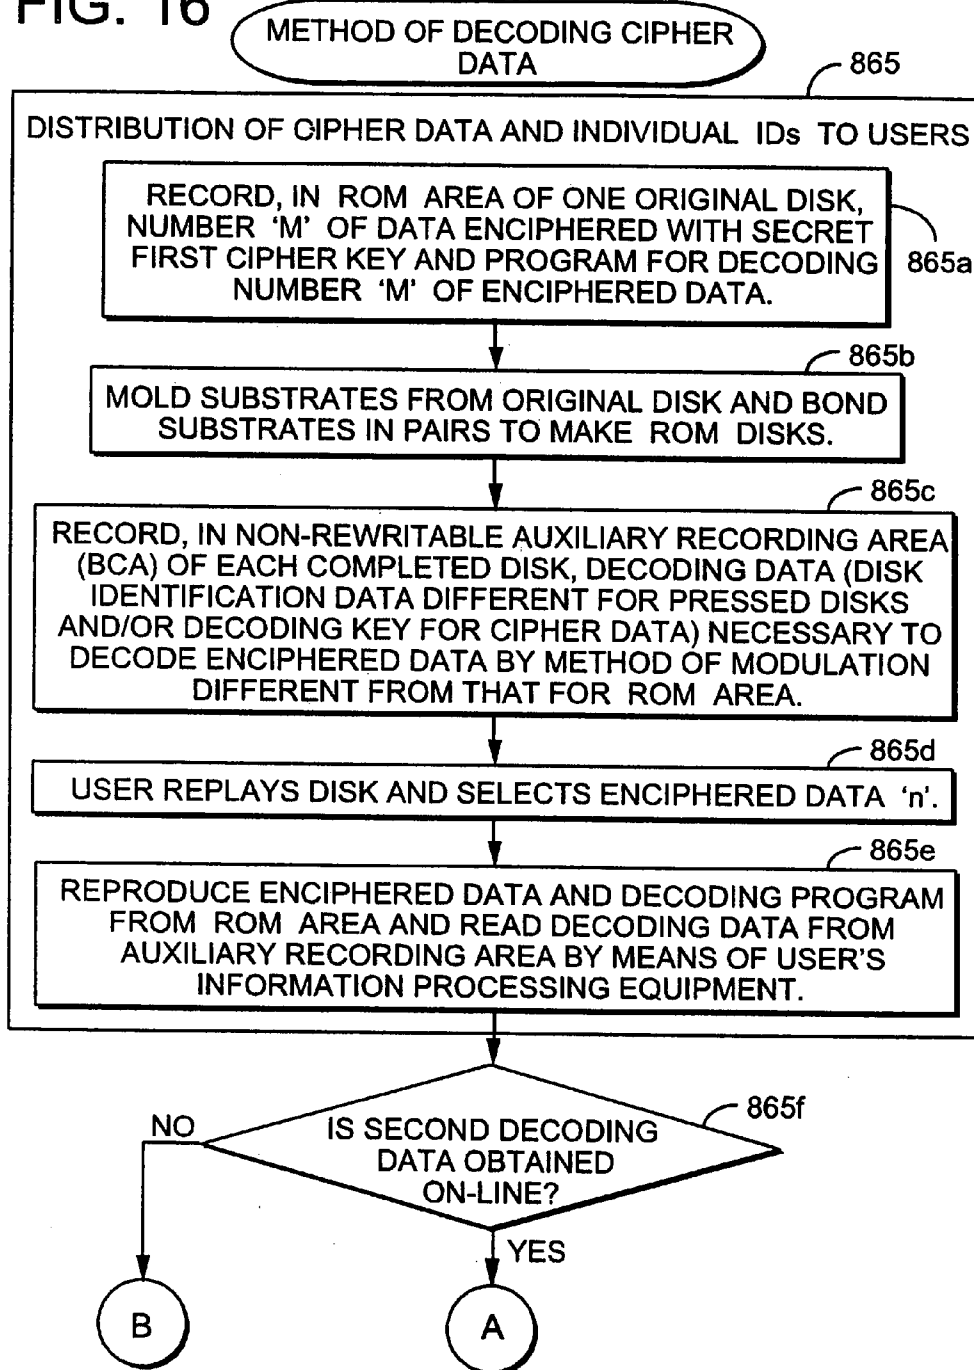 FIG. 16
METHOD OF DECODING CIPHER
DATA
865
DISTRIBUTION OF CIPHER DATA AND INDIVIDUAL IDs TO USERS
RECORD, IN ROM AREA OF ONE ORIGINAL DISK,
NUMBER 'M' OF DATA ENCIPHERED WITH SECRET
FIRST CIPHER KEY AND PROGRAM FOR DECODING
NUMBER 'M' OF ENCIPHERED DATA.
865a
865b
MOLD SUBSTRATES FROM ORIGINAL DISK AND BOND
SUBSTRATES IN PAIRS TO MAKE ROM DISKS.
865c
RECORD, IN NON-REWRITABLE AUXILIARY RECORDING AREA
(BCA) OF EACH COMPLETED DISK, DECODING DATA (DISK
IDENTIFICATION DATA DIFFERENT FOR PRESSED DISKS
AND/OR DECODING KEY FOR CIPHER DATA) NECESSARY TO
DECODE ENCIPHERED DATA BY METHOD OF MODULATION
DIFFERENT FROM THAT FOR ROM AREA.
865d
USER REPLAYS DISK AND SELECTS ENCIPHERED DATA 'n'.
865e
REPRODUCE ENCIPHERED DATA AND DECODING PROGRAM
FROM ROM AREA AND READ DECODING DATA FROM
AUXILIARY RECORDING AREA BY MEANS OF USER'S
INFORMATION PROCESSING EQUIPMENT.
865f
NO
IS SECOND DECODING
DATA OBTAINED
ON-LINE?
YES
B
A